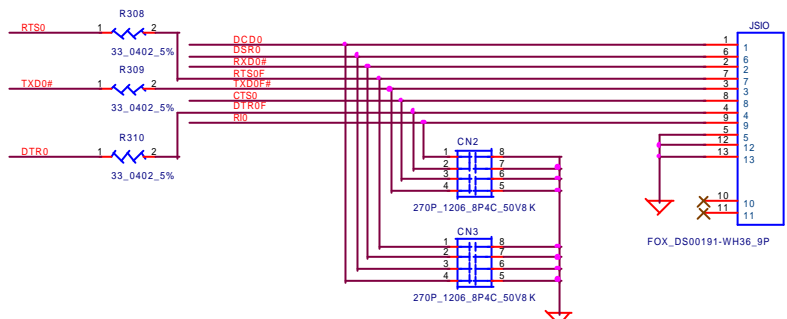 R308
JSIO
RTS0 1 2
33_0402_5%
DCD0 1 1
DSR0 6 6
RXD0# 2 2
R309
RTS0F 7 7
TXD0# 1 2 TXD0F# 3 3
CTS0 8 8
33_0402_5%
DTR0F 4 4
RI0 9 9
5 5
R310
12 12
CN2
DTR0 1 2 1 8 13 13
2 7
33_0402_5%
3 6
4 5
10 10
270P_1206_8P4C_50V8K
11 11
CN3
FOX_DS00191-WH36_9P
1 8
2 7
3 6
4 5
270P_1206_8P4C_50V8K